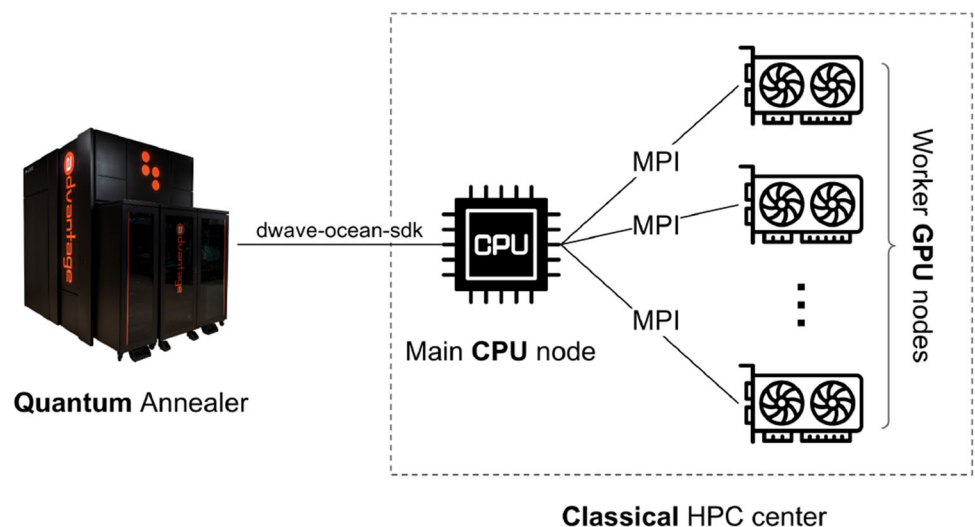 advantage
advantage
Quantum Annealer
dwave-ocean-sdk
CPU
Main CPU node
MPI
MPI
MPI
Worker GPU nodes
Classical HPC center